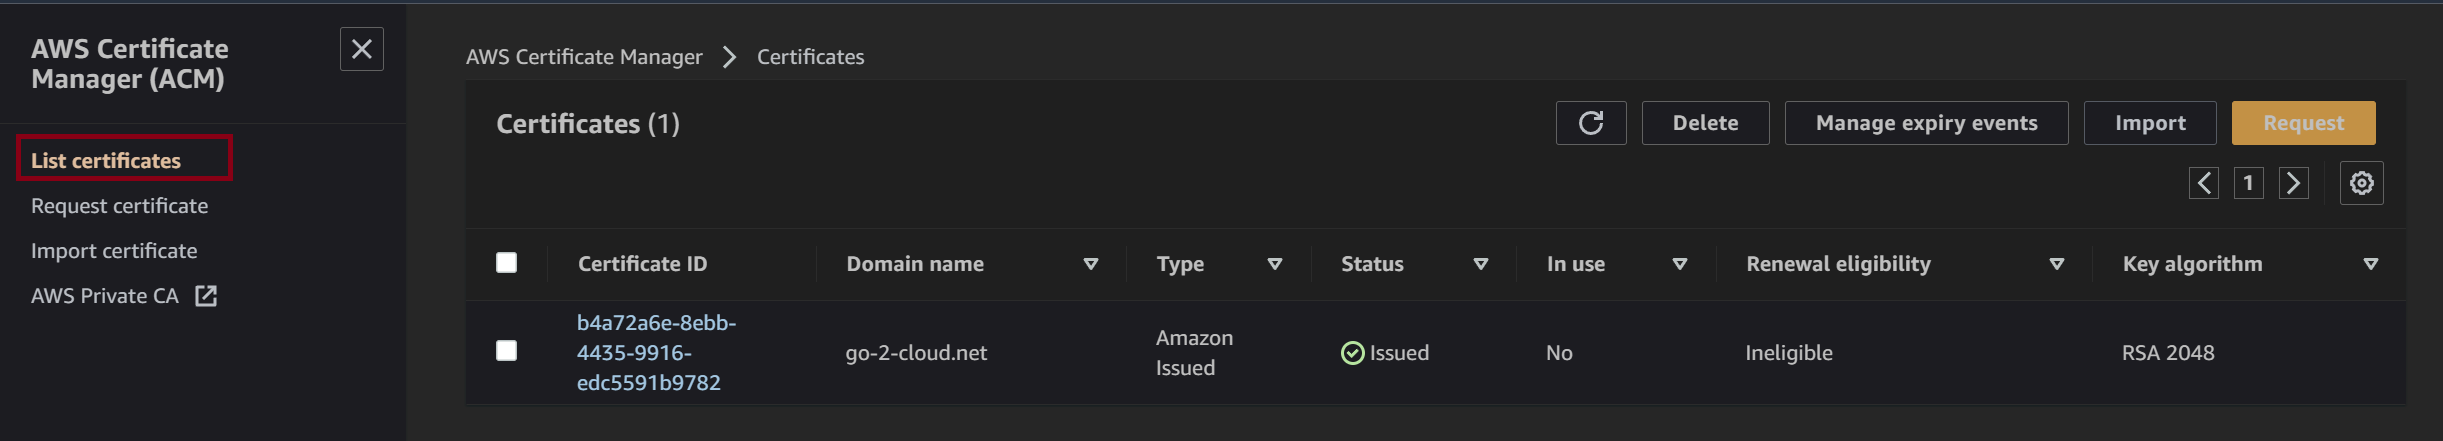 AWS Certificate
Manager (ACM)
List certificates
Request certificate
Import certificate
AWS Private CA
AWS Certificate Manager > Certificates
Certificates (1)
Delete
Manage expiry events
Import
Request
1
Certificate ID
Domain name
Type
Status
In use
Renewal eligibility
Key algorithm
b4a72a6e-8ebb-
4435-9916-
edc5591b9782
go-2-cloud.net
Amazon
Issued
Issued
No
Ineligible
RSA 2048